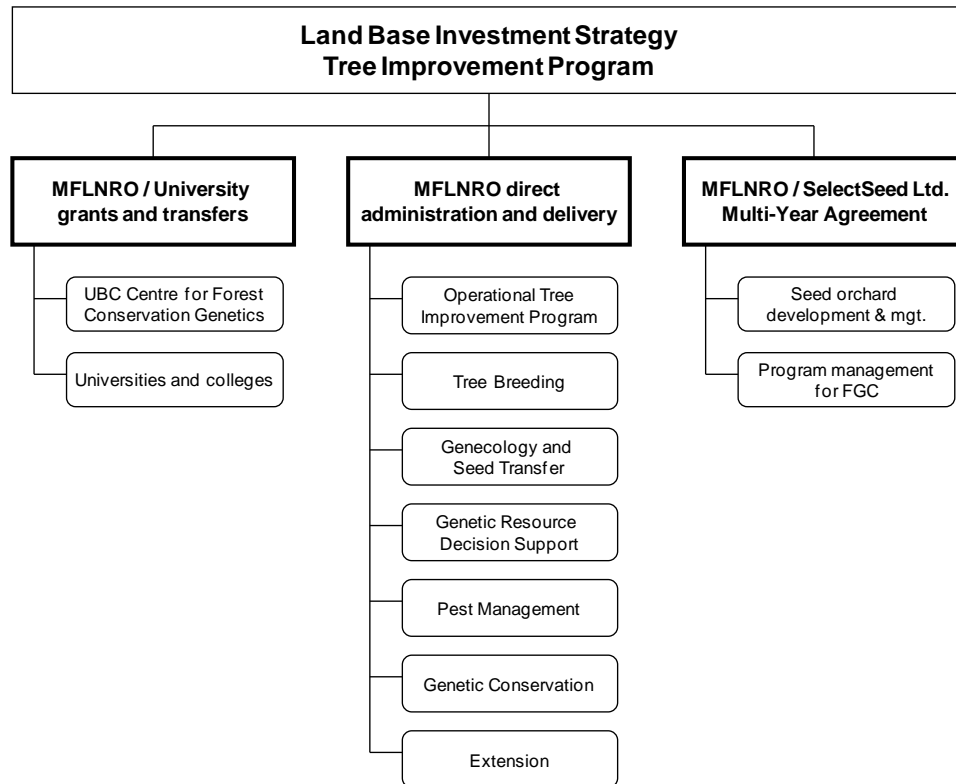 Land Base Investment Strategy
Tree Improvement Program
MFLNRO / University
grants and transfers
UBC Centre for Forest
Conservation Genetics
Universities and colleges
MFLNRO direct
administration and delivery
Operational Tree
Improvement Program
Tree Breeding
Genecology and
Seed Transfer
Genetic Resource
Decision Support
Pest Management
Genetic Conservation
Extension
MFLNRO / SelectSeed Ltd.
Multi-Year Agreement
Seed orchard
development & mgt.
Program management
for FGC